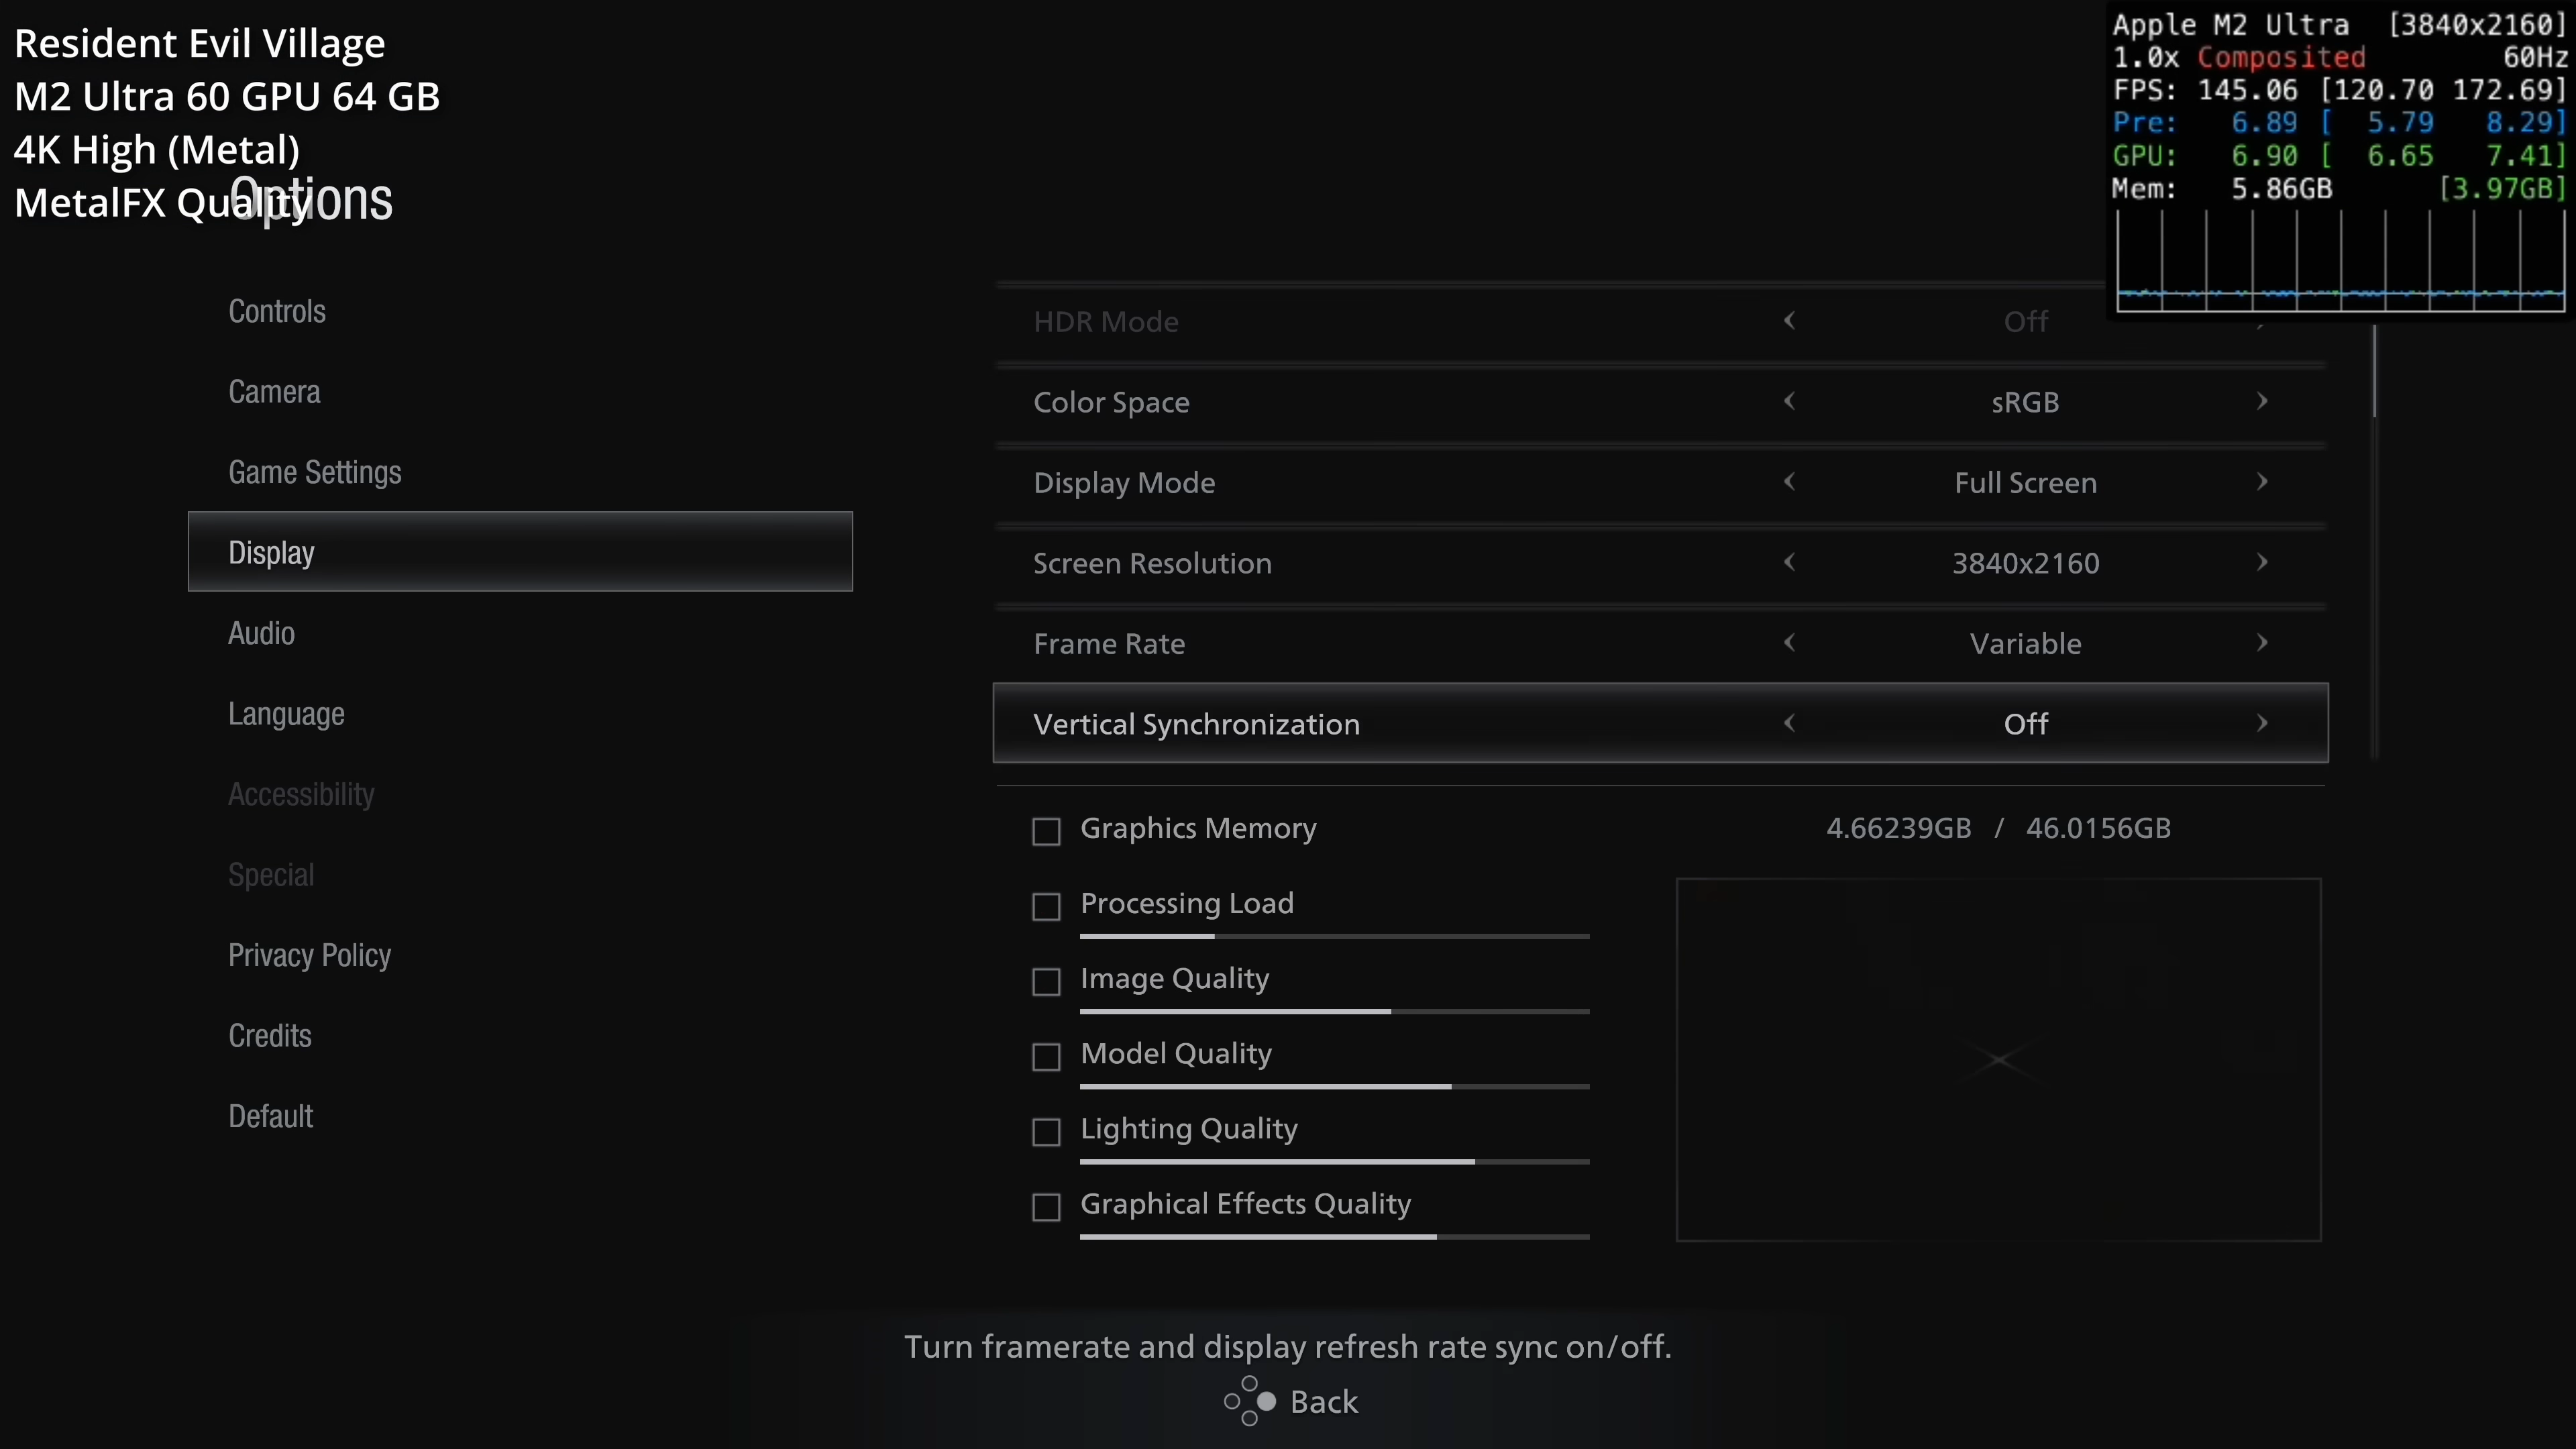 Resident Evil Village
M2 Ultra 60 GPU 64 GB
4K High (Metal)
MetalFX Quality
Options
Apple M2 Ultra [3840x2160]
1.0x Composited 60Hz
FPS: 145.06 [120.70 172.69]
Pre: 6.89 [ 5.79 8.29]
GPU: 6.90 [ 6.65 7.41]
Mem: 5.86GB [3.97GB]
Controls
Camera
Game Settings
Display
Audio
Language
Accessibility
Special
Privacy Policy
Credits
Default
HDR Mode Off
Color Space sRGB
Display Mode Full Screen
Screen Resolution 3840x2160
Frame Rate Variable
Vertical Synchronization Off
Graphics Memory 4.66239GB / 46.0156GB
Processing Load
Image Quality
Model Quality
Lighting Quality
Graphical Effects Quality
Turn framerate and display refresh rate sync on/off.
Back